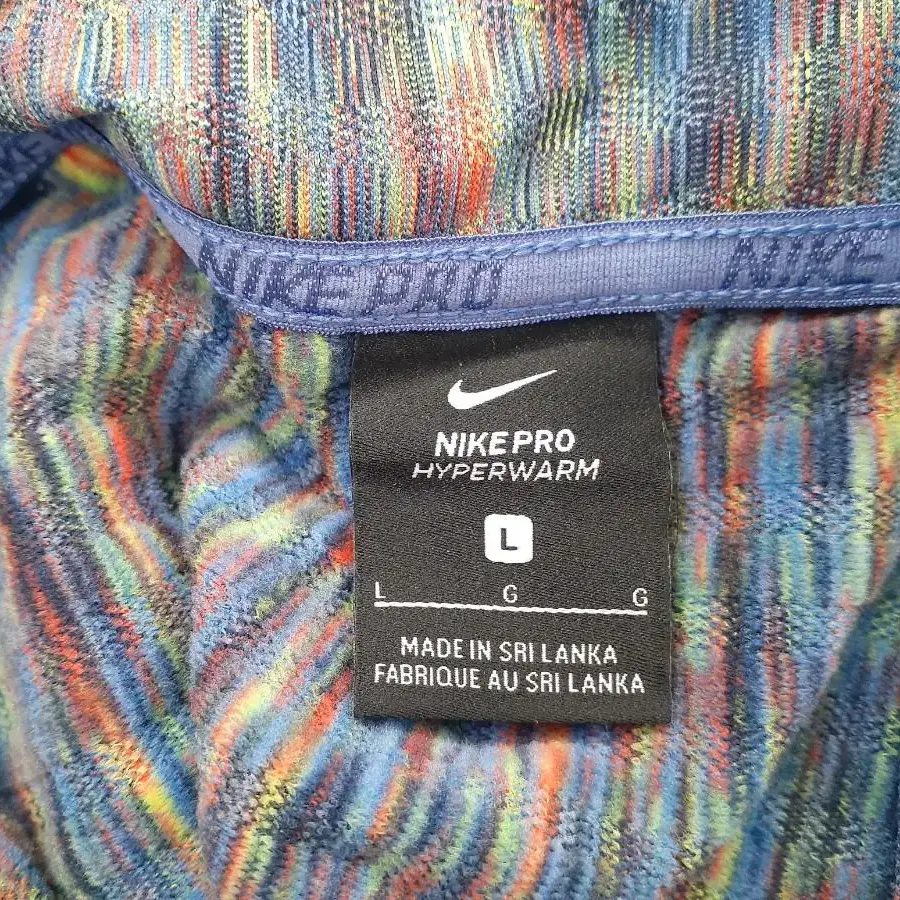 NIKE PRO NIKE
NIKE PRO
HYPERWARM
L
L G G
MADE IN SRI LANKA
FABRIQUE AU SRI LANKA